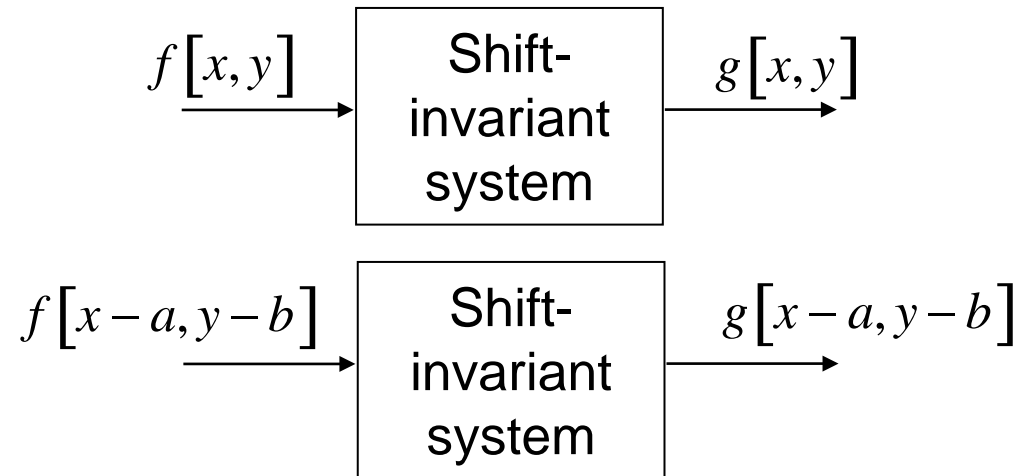 f[x, y]
Shift-
invariant
system
g[x, y]
f[x − a, y − b]
Shift-
invariant
system
g[x − a, y − b]